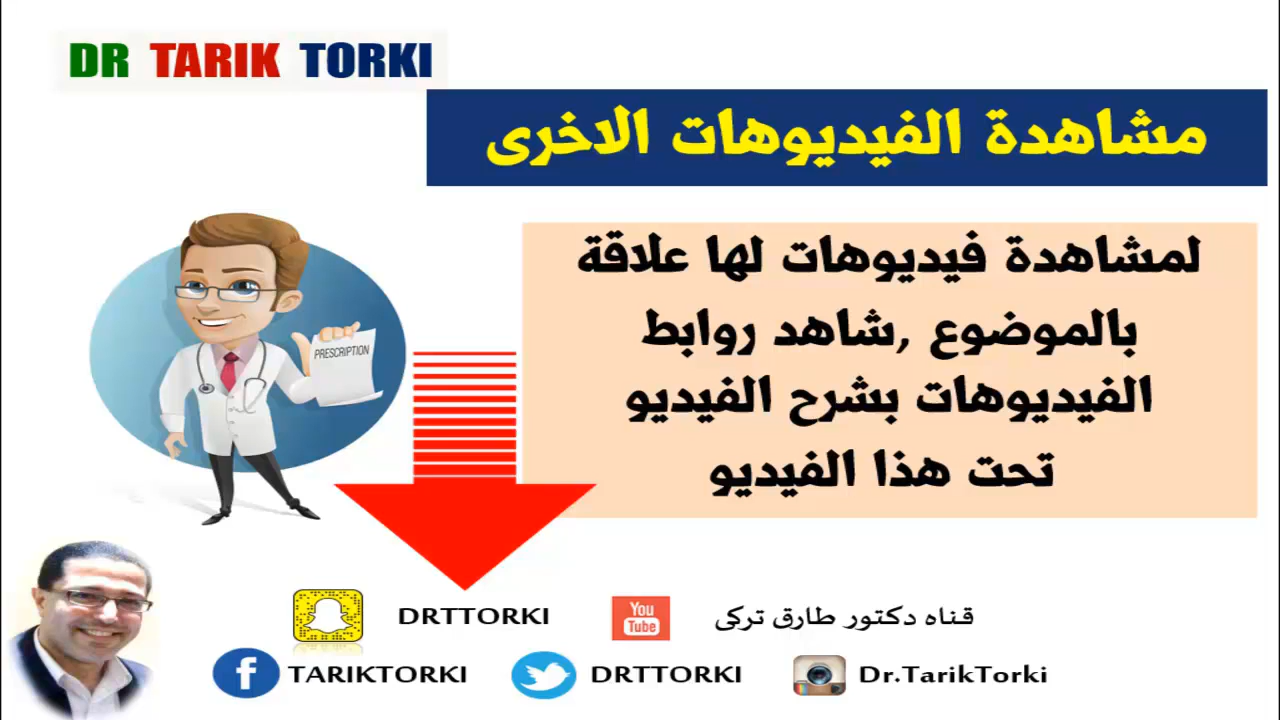 DR TARIK TORKI
مشاهدة الفيديوهات الاخرى
لمشاهدة فيديوهات لها علاقة
بالموضوع ,شاهد روابط
الفيديوهات بشرح الفيديو
تحت هذا الفيديو
PRESCRIPTION
DRTTORKI
You Tube
قناه دكتور طارق تركى
f TARIKTORKI
DRTTORKI
Dr.TarikTorki